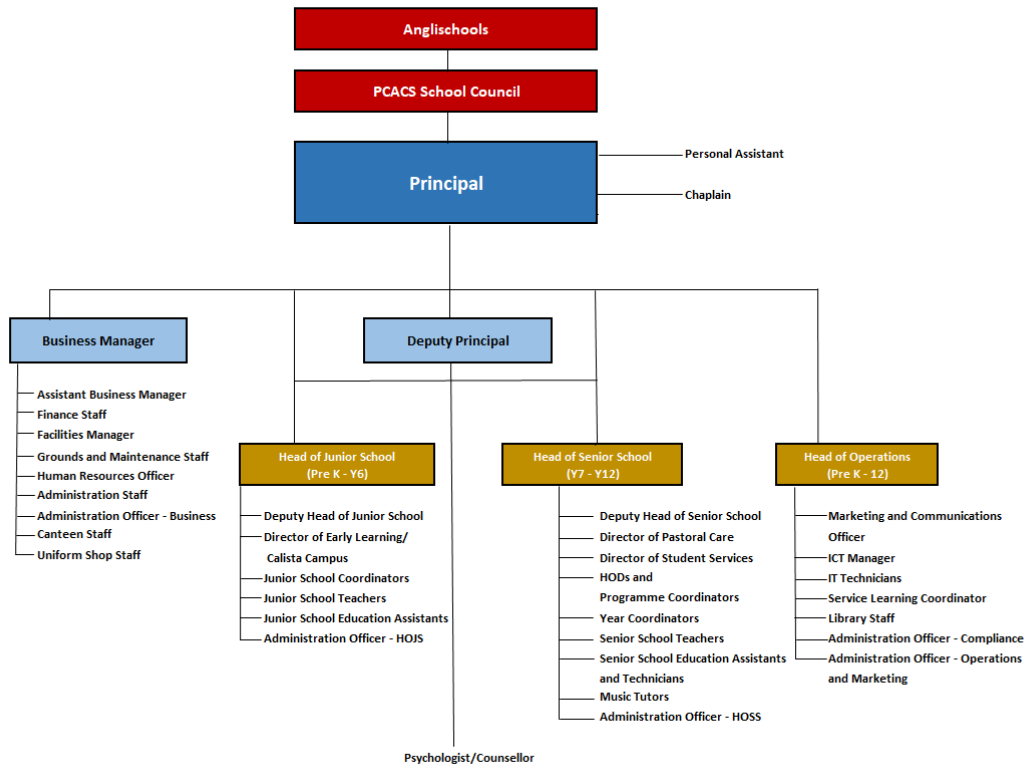 Anglischools
PCACS School Council
Principal
Personal Assistant
Chaplain
Business Manager
Deputy Principal
Assistant Business Manager
Finance Staff
Facilities Manager
Grounds and Maintenance Staff
Human Resources Officer
Administration Staff
Administration Officer - Business
Canteen Staff
Uniform Shop Staff
Head of Junior School
(Pre K - Y6)
Deputy Head of Junior School
Director of Early Learning/
Calista Campus
Junior School Coordinators
Junior School Teachers
Junior School Education Assistants
Administration Officer - HOJS
Head of Senior School
(Y7 - Y12)
Deputy Head of Senior School
Director of Pastoral Care
Director of Student Services
HODs and
Programme Coordinators
Year Coordinators
Senior School Teachers
Senior School Education Assistants
and Technicians
Music Tutors
Administration Officer - HOSS
Head of Operations
(Pre K - 12)
Marketing and Communications
Officer
ICT Manager
IT Technicians
Service Learning Coordinator
Library Staff
Administration Officer - Compliance
Administration Officer - Operations
and Marketing
Psychologist/Counsellor